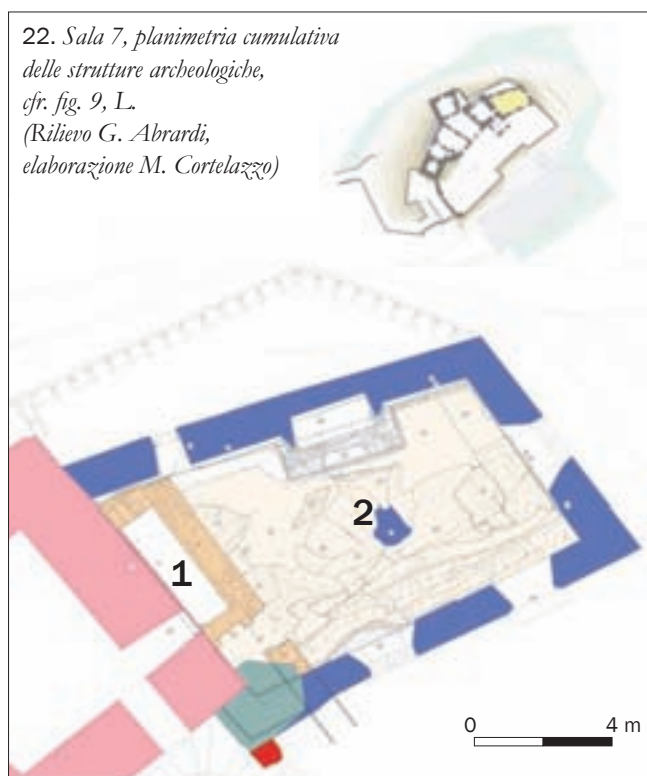 22. Sala 7, planimetria cumulativa
delle strutture archeologiche,
cfr. fig. 9, L.
(Rilievo G. Abrardi,
elaborazione M. Cortelazzo)
2
1
0 4 m